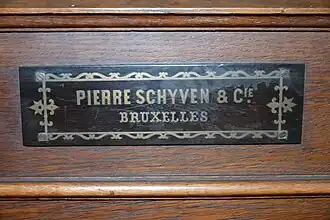 PIERRE SCHYVEN & CIE.
BRUXELLES